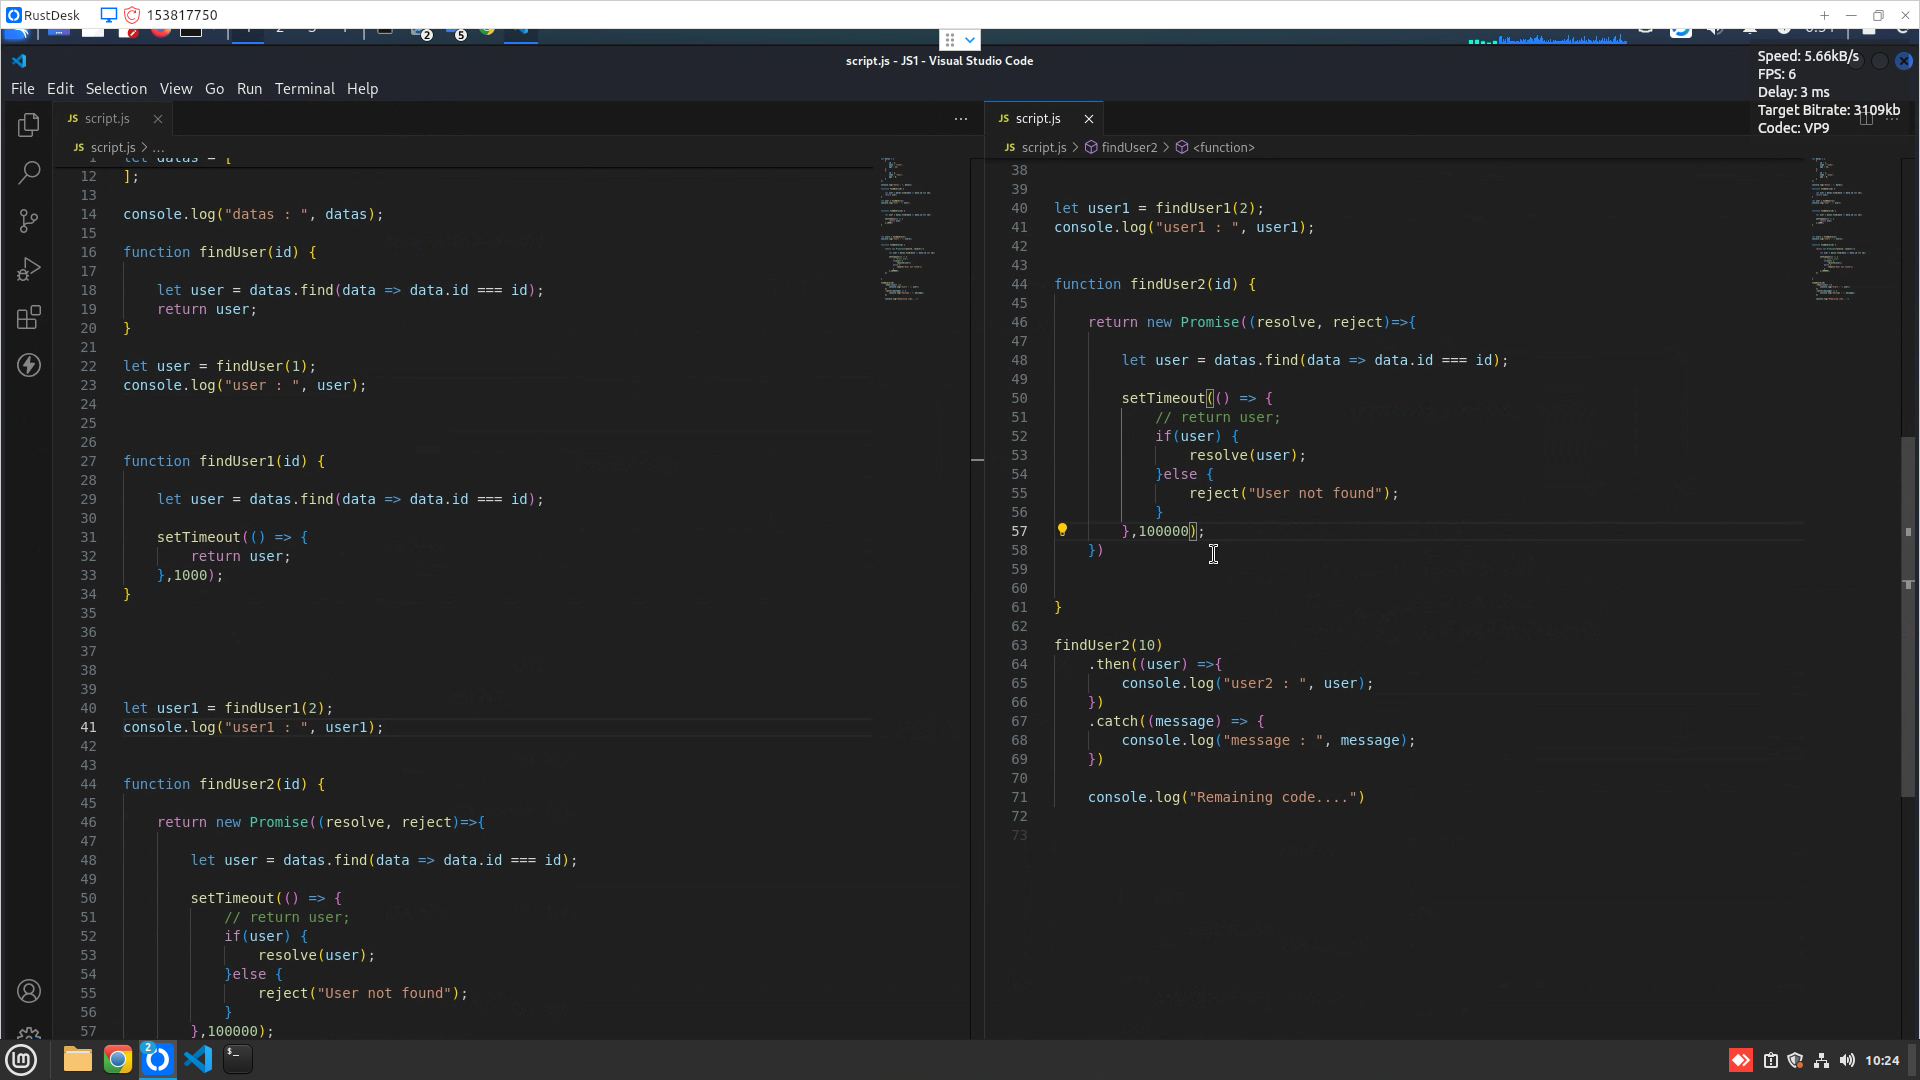 RustDesk 153817750
2 5
script.js - JS1 - Visual Studio Code
Speed: 5.66kB/s
FPS: 6
Delay: 3 ms
Target Bitrate: 3109kb
Codec: VP9
File Edit Selection View Go Run Terminal Help
JS script.js
JS script.js > ...
1 let datas = [
12 ];
13
14 console.log("datas : ", datas);
15
16 function findUser(id) {
17
18 let user = datas.find(data => data.id === id);
19 return user;
20 }
21
22 let user = findUser(1);
23 console.log("user : ", user);
24
25
26
27 function findUser1(id) {
28
29 let user = datas.find(data => data.id === id);
30
31 setTimeout(() => {
32 return user;
33 },1000);
34 }
35
36
37
38
39
40 let user1 = findUser1(2);
41 console.log("user1 : ", user1);
42
43
44 function findUser2(id) {
45
46 return new Promise((resolve, reject)=>{
47
48 let user = datas.find(data => data.id === id);
49
50 setTimeout(() => {
51 // return user;
52 if(user) {
53 resolve(user);
54 }else {
55 reject("User not found");
56 }
57 },100000);
JS script.js
JS script.js > findUser2 > <function>
38
39
40 let user1 = findUser1(2);
41 console.log("user1 : ", user1);
42
43
44 function findUser2(id) {
45
46 return new Promise((resolve, reject)=>{
47
48 let user = datas.find(data => data.id === id);
49
50 setTimeout(() => {
51 // return user;
52 if(user) {
53 resolve(user);
54 }else {
55 reject("User not found");
56 }
57 },100000);
58 })
59
60
61 }
62
63 findUser2(10)
64 .then((user) =>{
65 console.log("user2 : ", user);
66 })
67 .catch((message) => {
68 console.log("message : ", message);
69 })
70
71 console.log("Remaining code....")
72
73
2
10:24